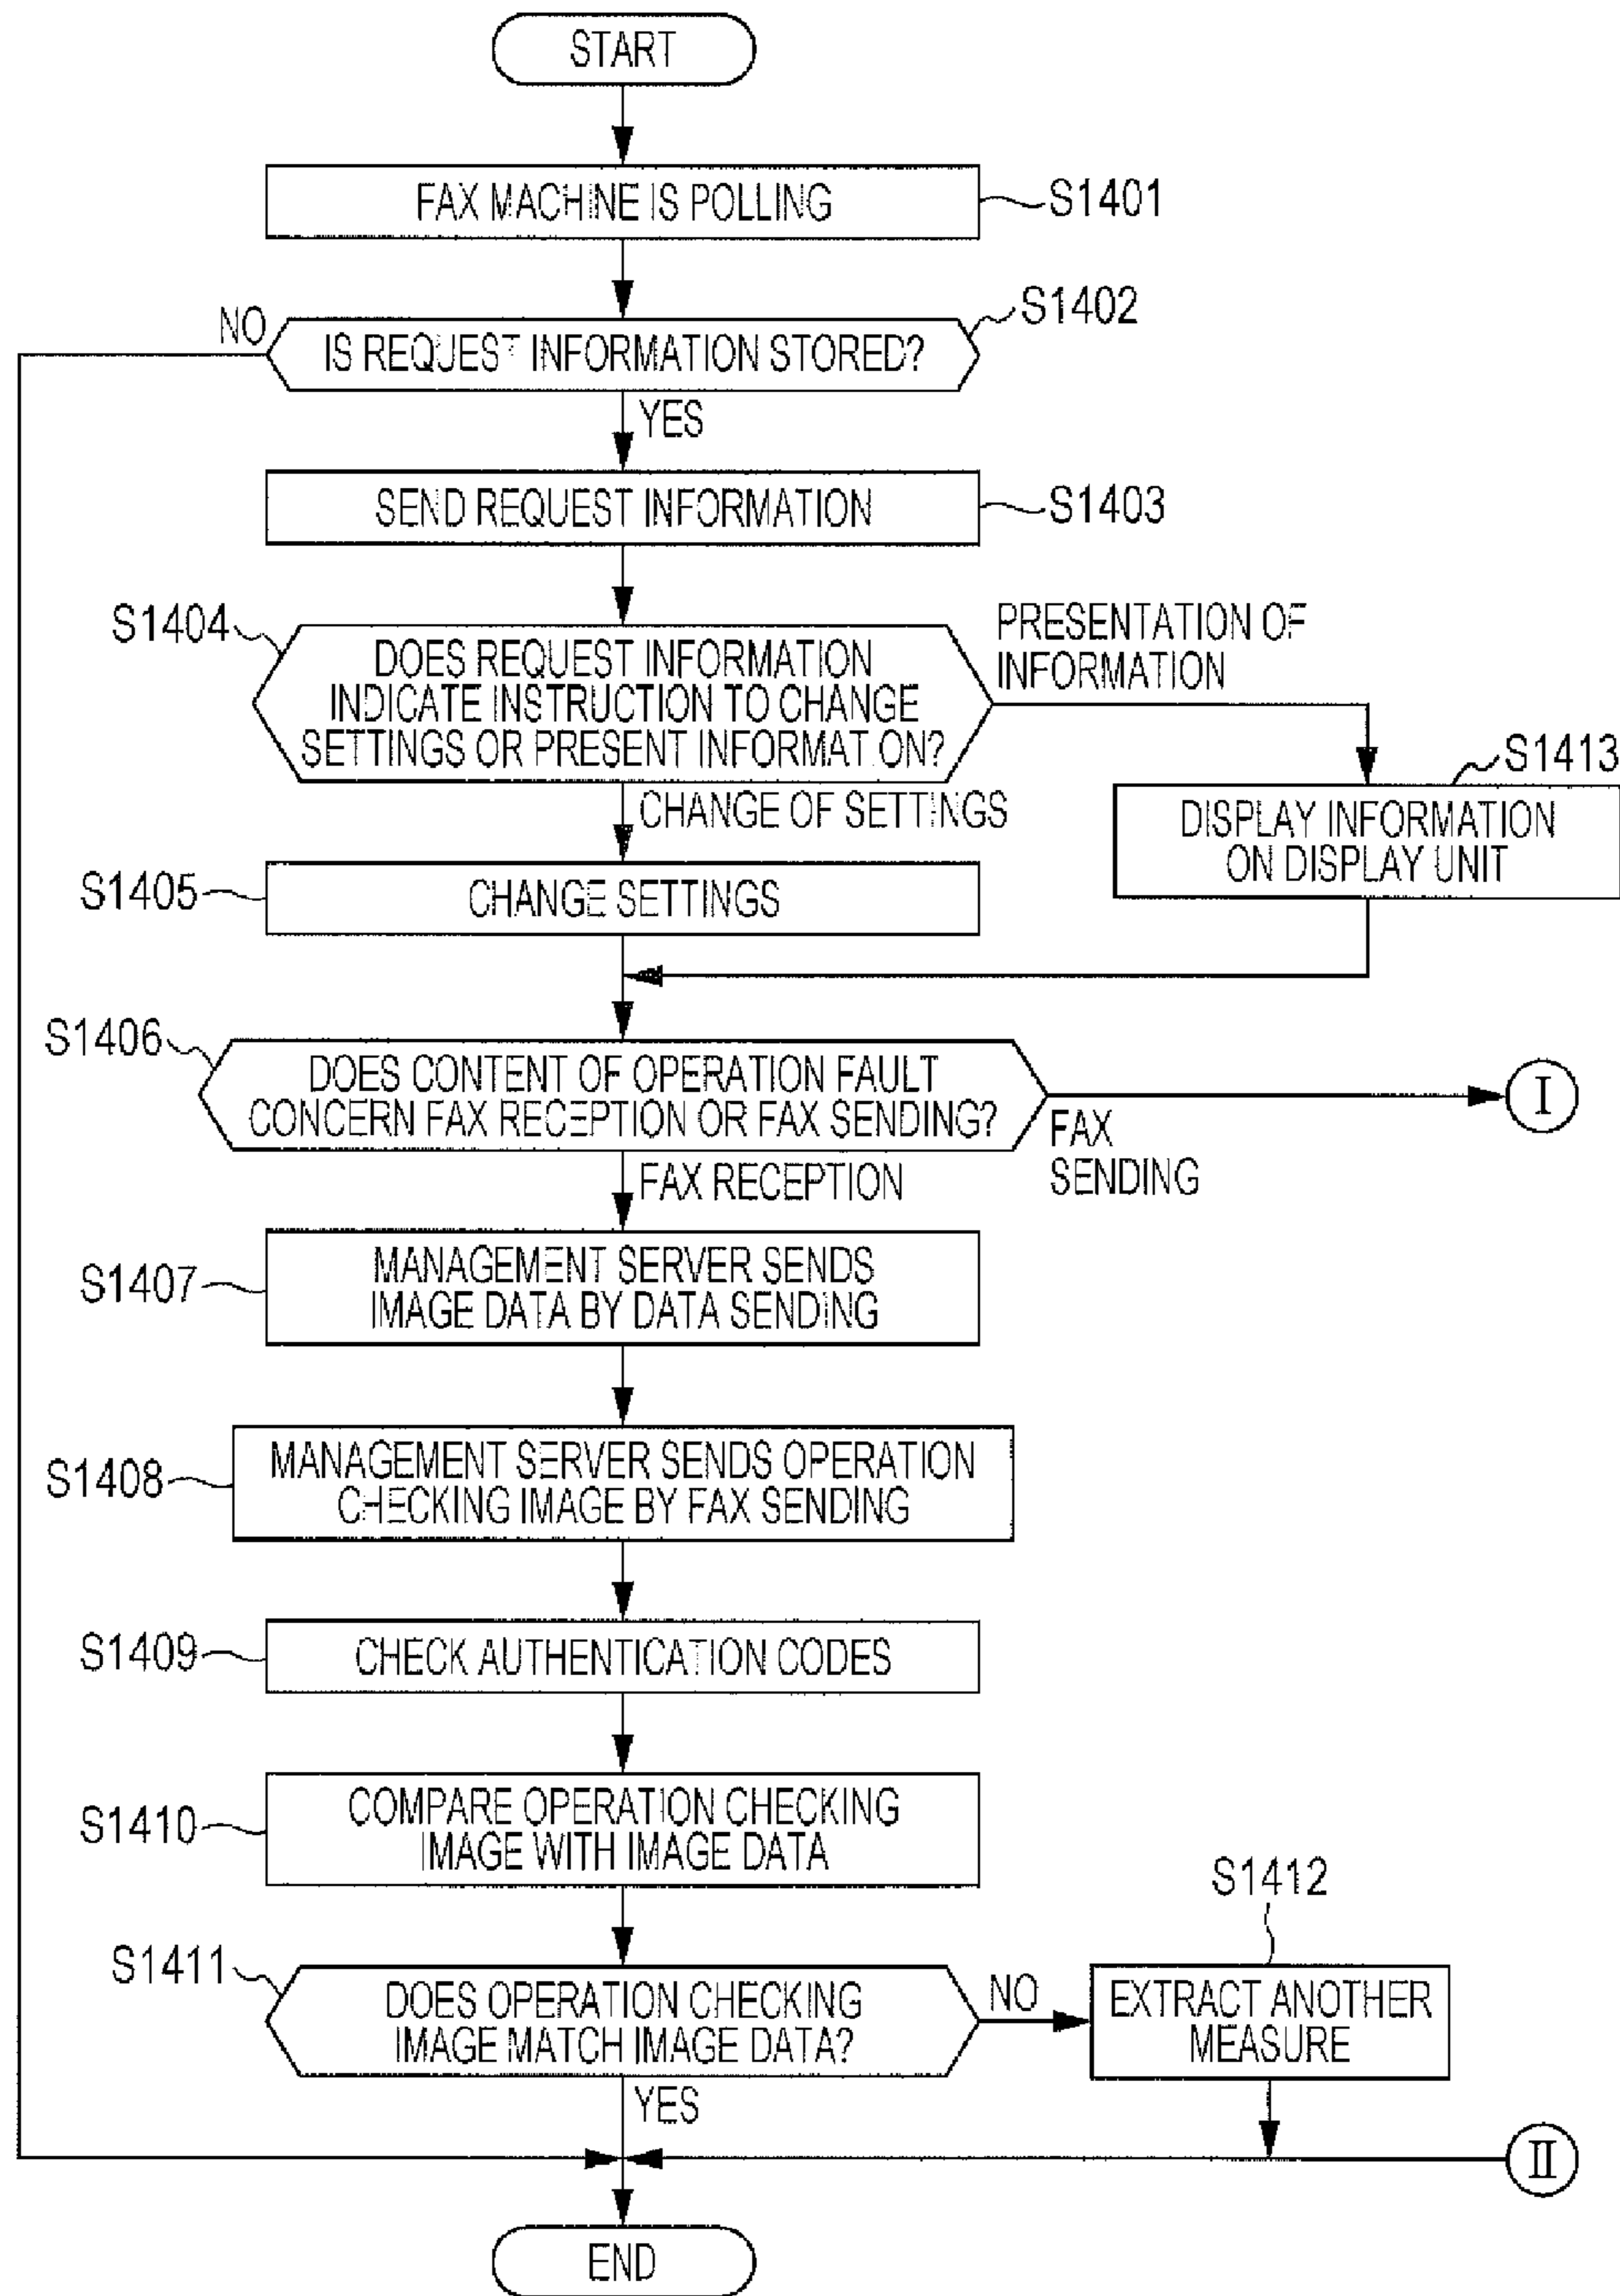 START
FAX MACHINE IS POLLING
S1401
NO
IS REQUEST INFORMATION STORED?
S1402
YES
SEND REQUEST INFORMATION
S1403
S1404
DOES REQUEST INFORMATION
INDICATE INSTRUCTION TO CHANGE
SETTINGS OR PRESENT INFORMATION?
PRESENTATION OF
INFORMATION
CHANGE OF SETTINGS
S1413
DISPLAY INFORMATION
ON DISPLAY UNIT
S1405
CHANGE SETTINGS
S1406
DOES CONTENT OF OPERATION FAULT
CONCERN FAX RECEPTION OR FAX SENDING?
I
FAX
SENDING
FAX RECEPTION
S1407
MANAGEMENT SERVER SENDS
IMAGE DATA BY DATA SENDING
S1408
MANAGEMENT SERVER SENDS OPERATION
CHECKING IMAGE BY FAX SENDING
S1409
CHECK AUTHENTICATION CODES
S1410
COMPARE OPERATION CHECKING
IMAGE WITH IMAGE DATA
S1411
DOES OPERATION CHECKING
IMAGE MATCH IMAGE DATA?
NO
S1412
EXTRACT ANOTHER
MEASURE
YES
II
END